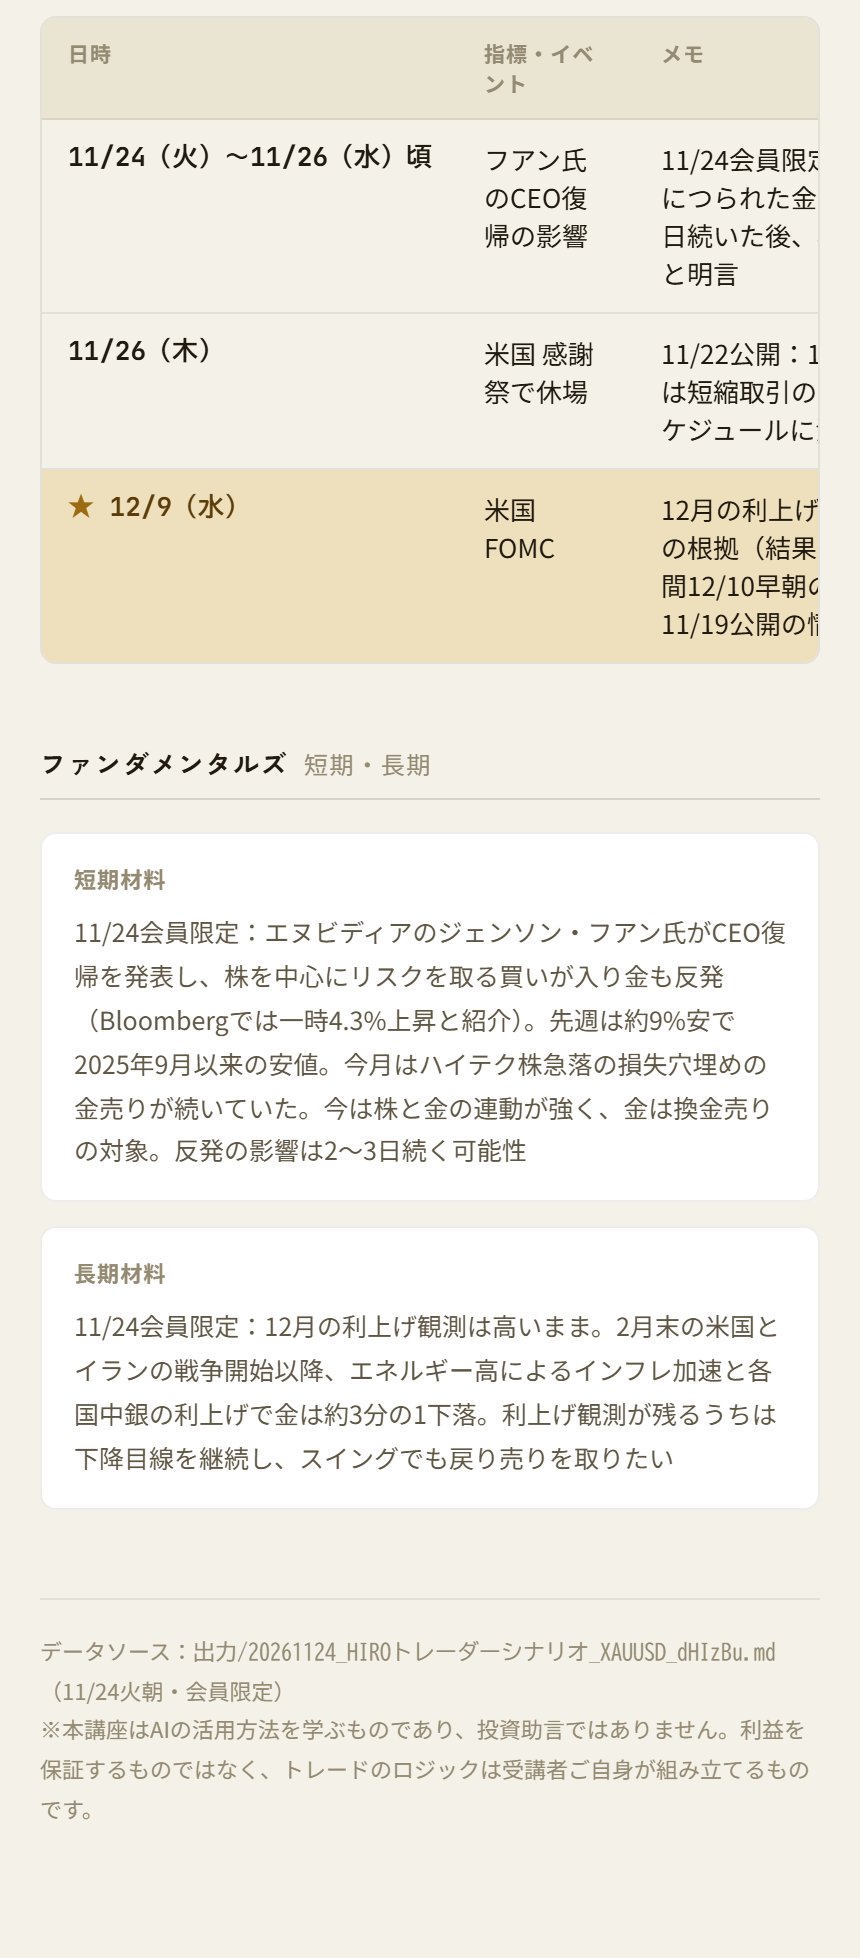 日時
指標・イベ
ント
メモ
11/24（火）〜11/26（水）頃
フアン氏
のCEO復
帰の影響
11/24会員限定
につられた金
日続いた後、
と明言
11/26（木）
米国 感謝
祭で休場
11/22公開：1
は短縮取引の
ケジュールに
★ 12/9（水）
米国
FOMC
12月の利上げ
の根拠（結果
間12/10早朝の
11/19公開の情
ファンダメンタルズ 短期・長期
短期材料
11/24会員限定：エヌビディアのジェンソン・フアン氏がCEO復
帰を発表し、株を中心にリスクを取る買いが入り金も反発
（Bloombergでは一時4.3%上昇と紹介）。先週は約9%安で
2025年9月以来の安値。今月はハイテク株急落の損失穴埋めの
金売りが続いていた。今は株と金の連動が強く、金は換金売り
の対象。反発の影響は2〜3日続く可能性
長期材料
11/24会員限定：12月の利上げ観測は高いまま。2月末の米国と
イランの戦争開始以降、エネルギー高によるインフレ加速と各
国中銀の利上げで金は約3分の1下落。利上げ観測が残るうちは
下降目線を継続し、スイングでも戻り売りを取りたい
データソース：出力/20261124_HIROトレーダーシナリオ_XAUUSD_dHIzBu.md
（11/24火朝・会員限定）
※本講座はAIの活用方法を学ぶものであり、投資助言ではありません。利益を
保証するものではなく、トレードのロジックは受講者ご自身が組み立てるもの
です。